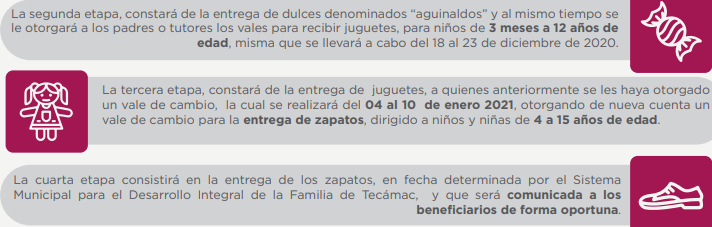 La segunda etapa, constará de la entrega de dulces denominados “aguinaldos” y al mismo tiempo se
le otorgará a los padres o tutores los vales para recibir juguetes, para niños de 3 meses a 12 años de
edad, misma que se llevará a cabo del 18 al 23 de diciembre de 2020.
La tercera etapa, constará de la entrega de juguetes, a quienes anteriormente se les haya otorgado
un vale de cambio, la cual se realizará del 04 al 10 de enero 2021, otorgando de nueva cuenta un
vale de cambio para la entrega de zapatos, dirigido a niños y niñas de 4 a 15 años de edad.
La cuarta etapa consistirá en la entrega de los zapatos, en fecha determinada por el Sistema
Municipal para el Desarrollo Integral de la Familia de Tecámac, y que será comunicada a los
beneficiarios de forma oportuna.